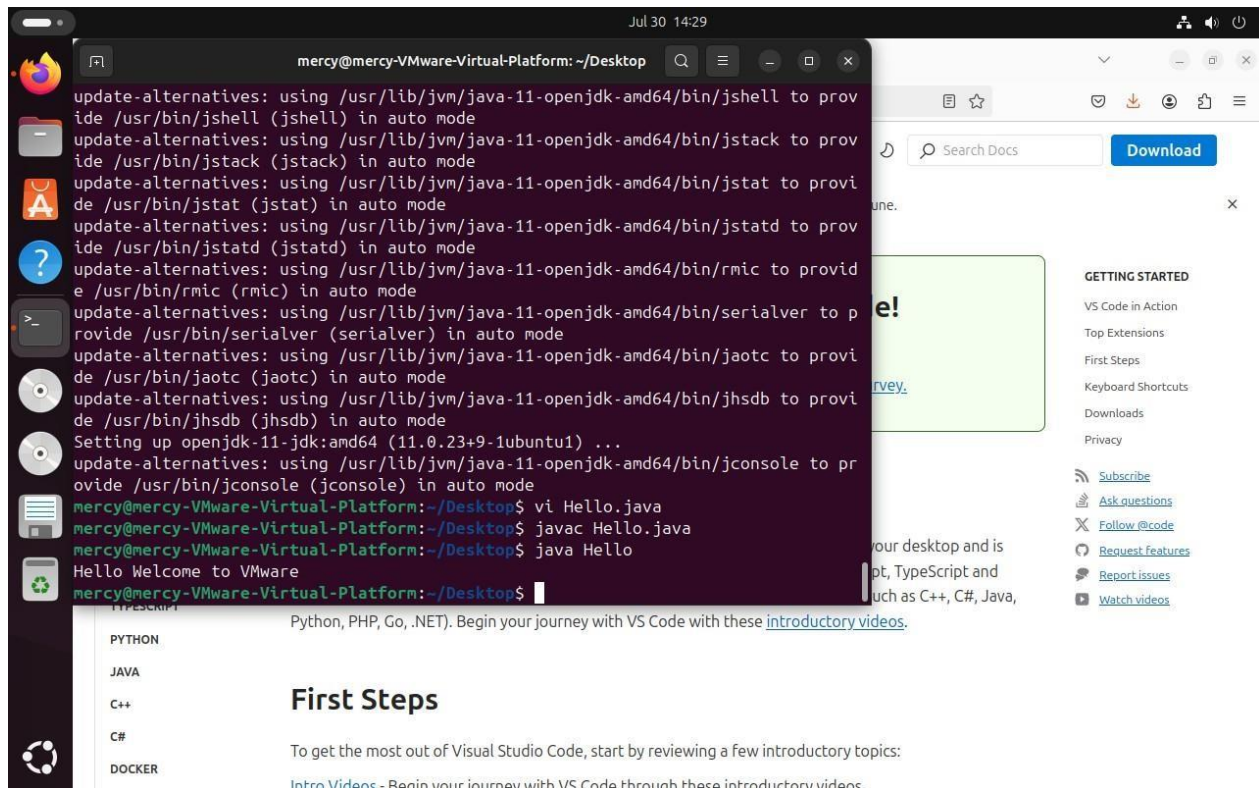 Jul 30 14:29
mercy@mercy-VMware-Virtual-Platform: ~/Desktop
update-alternatives: using /usr/lib/jvm/java-11-openjdk-amd64/bin/jshell to prov
ide /usr/bin/jshell (jshell) in auto mode
update-alternatives: using /usr/lib/jvm/java-11-openjdk-amd64/bin/jstack to prov
ide /usr/bin/jstack (jstack) in auto mode
update-alternatives: using /usr/lib/jvm/java-11-openjdk-amd64/bin/jstat to provi
de /usr/bin/jstat (jstat) in auto mode
update-alternatives: using /usr/lib/jvm/java-11-openjdk-amd64/bin/jstatd to prov
ide /usr/bin/jstatd (jstatd) in auto mode
update-alternatives: using /usr/lib/jvm/java-11-openjdk-amd64/bin/rmic to provid
e /usr/bin/rmic (rmic) in auto mode
update-alternatives: using /usr/lib/jvm/java-11-openjdk-amd64/bin/serialver to p
rovide /usr/bin/serialver (serialver) in auto mode
update-alternatives: using /usr/lib/jvm/java-11-openjdk-amd64/bin/jaotc to provi
de /usr/bin/jaotc (jaotc) in auto mode
update-alternatives: using /usr/lib/jvm/java-11-openjdk-amd64/bin/jhsdb to provi
de /usr/bin/jhsdb (jhsdb) in auto mode
Setting up openjdk-11-jdk:amd64 (11.0.23+9-1ubuntu1) ...
update-alternatives: using /usr/lib/jvm/java-11-openjdk-amd64/bin/jconsole to pr
ovide /usr/bin/jconsole (jconsole) in auto mode
mercy@mercy-VMware-Virtual-Platform:~/Desktop$ vi Hello.java
mercy@mercy-VMware-Virtual-Platform:~/Desktop$ javac Hello.java
mercy@mercy-VMware-Virtual-Platform:~/Desktop$ java Hello
Hello Welcome to VMware
mercy@mercy-VMware-Virtual-Platform:~/Desktop$
Search Docs
Download
une.
e!
rvey.
your desktop and is
pt, TypeScript and
uch as C++, C#, Java,
Python, PHP, Go, .NET). Begin your journey with VS Code with these introductory videos.
TYPESCRIPT
PYTHON
JAVA
C++
C#
DOCKER
First Steps
To get the most out of Visual Studio Code, start by reviewing a few introductory topics:
Intro Videos - Begin your journey with VS Code through these introductory videos.
GETTING STARTED
VS Code in Action
Top Extensions
First Steps
Keyboard Shortcuts
Downloads
Privacy
Subscribe
Ask questions
Follow @code
Request features
Report issues
Watch videos